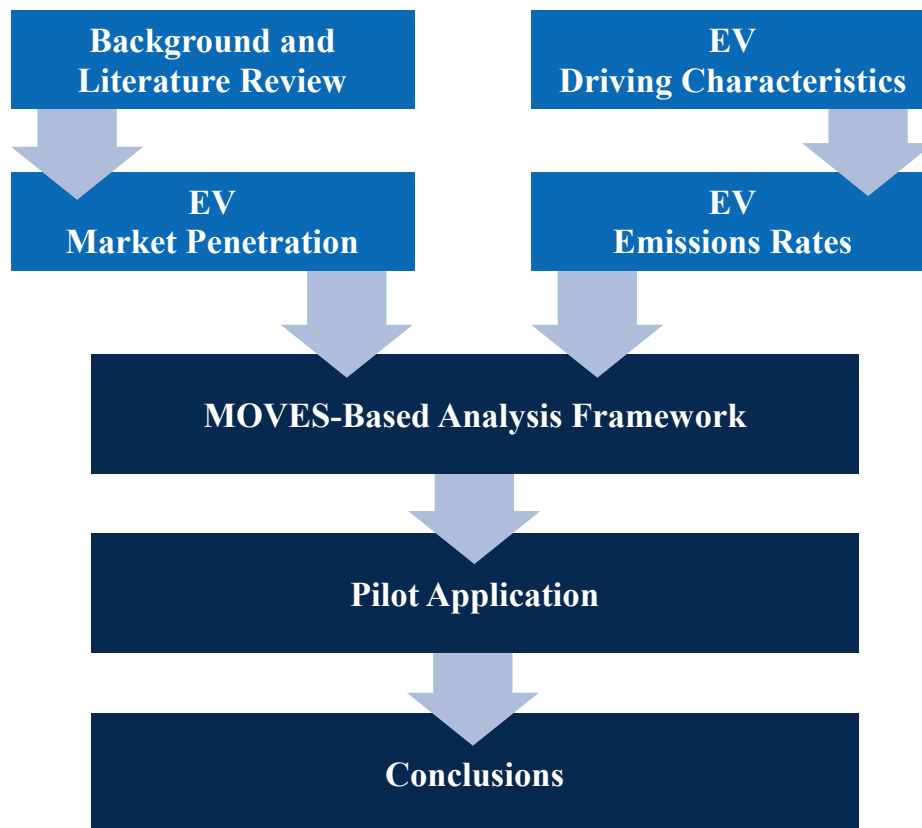 Background and
Literature Review
EV
Driving Characteristics
EV
Market Penetration
EV
Emissions Rates
MOVES-Based Analysis Framework
Pilot Application
Conclusions